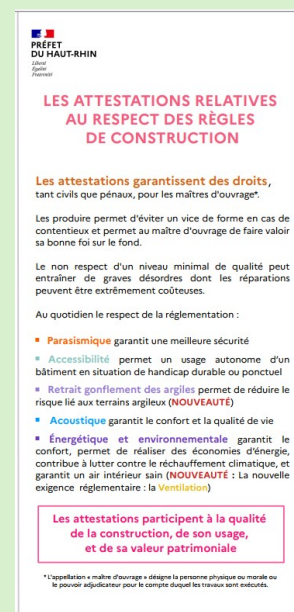 PRÉFET
DU HAUT-RHIN
Liberté
Égalité
Fraternité
LES ATTESTATIONS RELATIVES
AU RESPECT DES RÈGLES
DE CONSTRUCTION
Les attestations garantissent des droits,
tant civils que pénaux, pour les maîtres d'ouvrage*.
Les produire permet d'éviter un vice de forme en cas de
contentieux et permet au maître d'ouvrage de faire valoir
sa bonne foi sur le fond.
Le non respect d'un niveau minimal de qualité peut
entraîner de graves désordres dont les réparations
peuvent être extrêmement coûteuses.
Au quotidien le respect de la réglementation :
▪ Parasismique garantit une meilleure sécurité
▪ Accessibilité permet un usage autonome d'un
bâtiment en situation de handicap durable ou ponctuel
▪ Retrait gonflement des argiles permet de réduire le
risque lié aux terrains argileux (NOUVEAUTÉ)
▪ Acoustique garantit le confort et la qualité de vie
▪ Énergétique et environnementale garantit le
confort, permet de réaliser des économies d'énergie,
contribue à lutter contre le réchauffement climatique, et
garantit un air intérieur sain (NOUVEAUTÉ : La nouvelle
exigence réglementaire : la Ventilation)
Les attestations participent à la qualité
de la construction, de son usage,
et de sa valeur patrimoniale
* L'appellation « maître d'ouvrage » désigne la personne physique ou morale ou
le pouvoir adjudicateur pour le compte duquel les travaux sont exécutés.